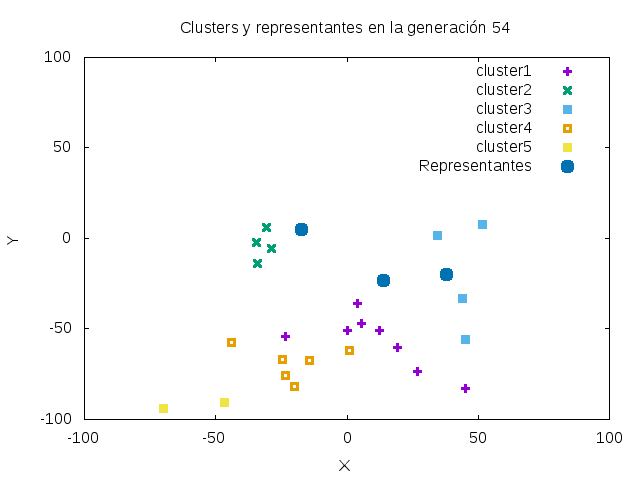 Clusters y representantes en la generación 54
100
50
0
-50
-100
-100
-50
0
50
100
Y
X
cluster1
cluster2
cluster3
cluster4
cluster5
Representantes